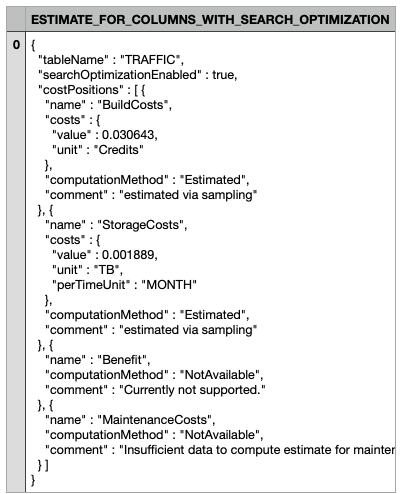 ESTIMATE_FOR_COLUMNS_WITH_SEARCH_OPTIMIZATION
0 {
"tableName" : "TRAFFIC",
"searchOptimizationEnabled" : true,
"costPositions" : [ {
"name" : "BuildCosts",
"costs" : {
"value" : 0.030643,
"unit" : "Credits"
},
"computationMethod" : "Estimated",
"comment" : "estimated via sampling"
}, {
"name" : "StorageCosts",
"costs" : {
"value" : 0.001889,
"unit" : "TB",
"perTimeUnit" : "MONTH"
},
"computationMethod" : "Estimated",
"comment" : "estimated via sampling"
}, {
"name" : "Benefit",
"computationMethod" : "NotAvailable",
"comment" : "Currently not supported."
}, {
"name" : "MaintenanceCosts",
"computationMethod" : "NotAvailable",
"comment" : "Insufficient data to compute estimate for mainter
} ]
}